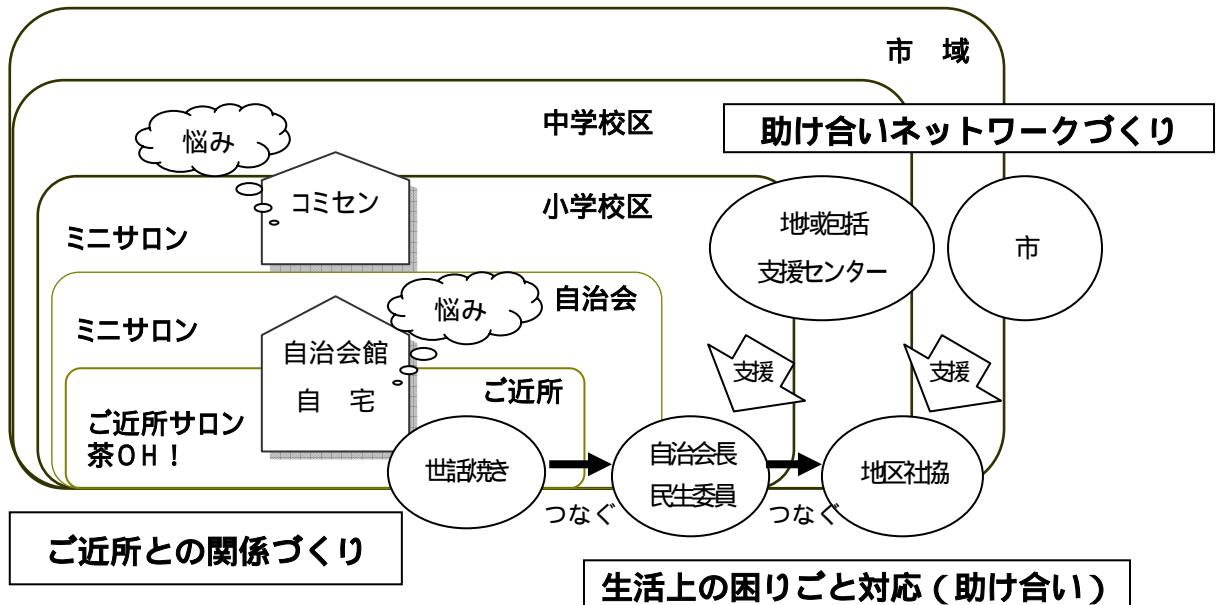 市　域
中学校区
助け合いネットワークづくり
悩み
コミセン
小学校区
地域包括
支援センター
市
ミニサロン
悩み
自治会
ミニサロン
自治会館
自　宅
支援
支援
ご近所
ご近所サロン
茶ＯＨ！
世話焼き
自治会長
民生委員
地区社協
つなぐ
つなぐ
ご近所との関係づくり
生活上の困りごと対応（助け合い）